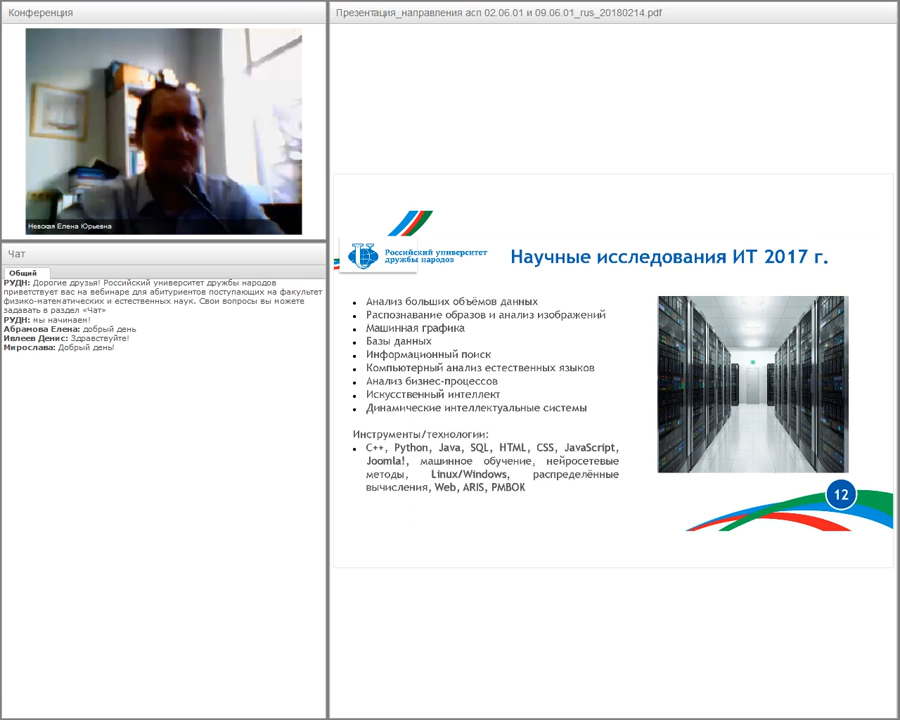 Конференция
Невская Елена Юрьевна
Чат
Общий
РУДН: Дорогие друзья! Российский университет дружбы народов
приветствует вас на вебинаре для абитуриентов поступающих на факультет
физико-математических и естественных наук. Свои вопросы вы можете
задавать в раздел «Чат»
РУДН: мы начинаем!
Абрамова Елена: добрый день
Ивлеев Денис: Здравствуйте!
Мирослава: Добрый день!
Презентация_направления асп 02.06.01 и 09.06.01_rus_20180214.pdf
Российский университет
дружбы народов
Научные исследования ИТ 2017 г.
• Анализ больших объёмов данных
• Распознавание образов и анализ изображений
• Машинная графика
• Базы данных
• Информационный поиск
• Компьютерный анализ естественных языков
• Анализ бизнес-процессов
• Искусственный интеллект
• Динамические интеллектуальные системы
Инструменты/технологии:
• C++, Python, Java, SQL, HTML, CSS, JavaScript,
Joomla!, машинное обучение, нейросетевые
методы, Linux/Windows, распределённые
вычисления, Web, ARIS, PMBOK
12